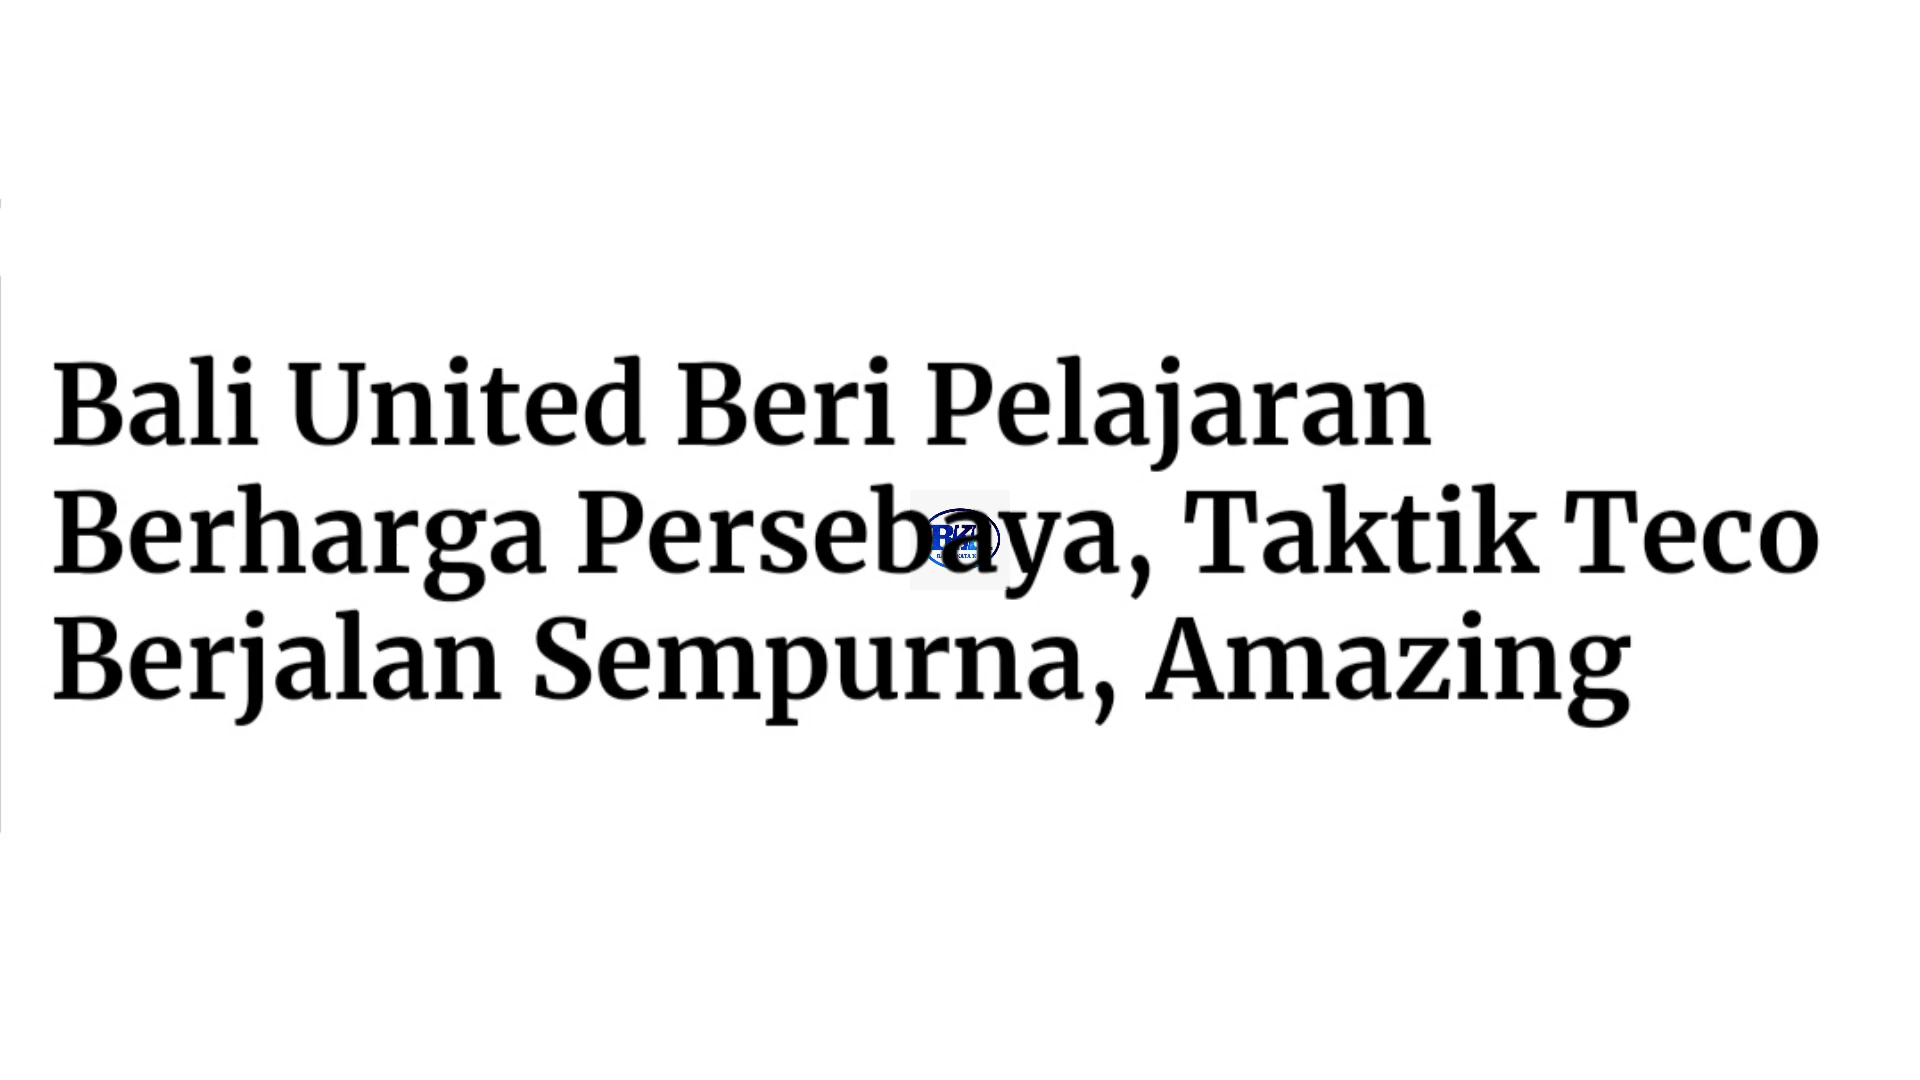 Bali United Beri Pelajaran
Berharga Persebaya, Taktik Teco
Berjalan Sempurna, Amazing